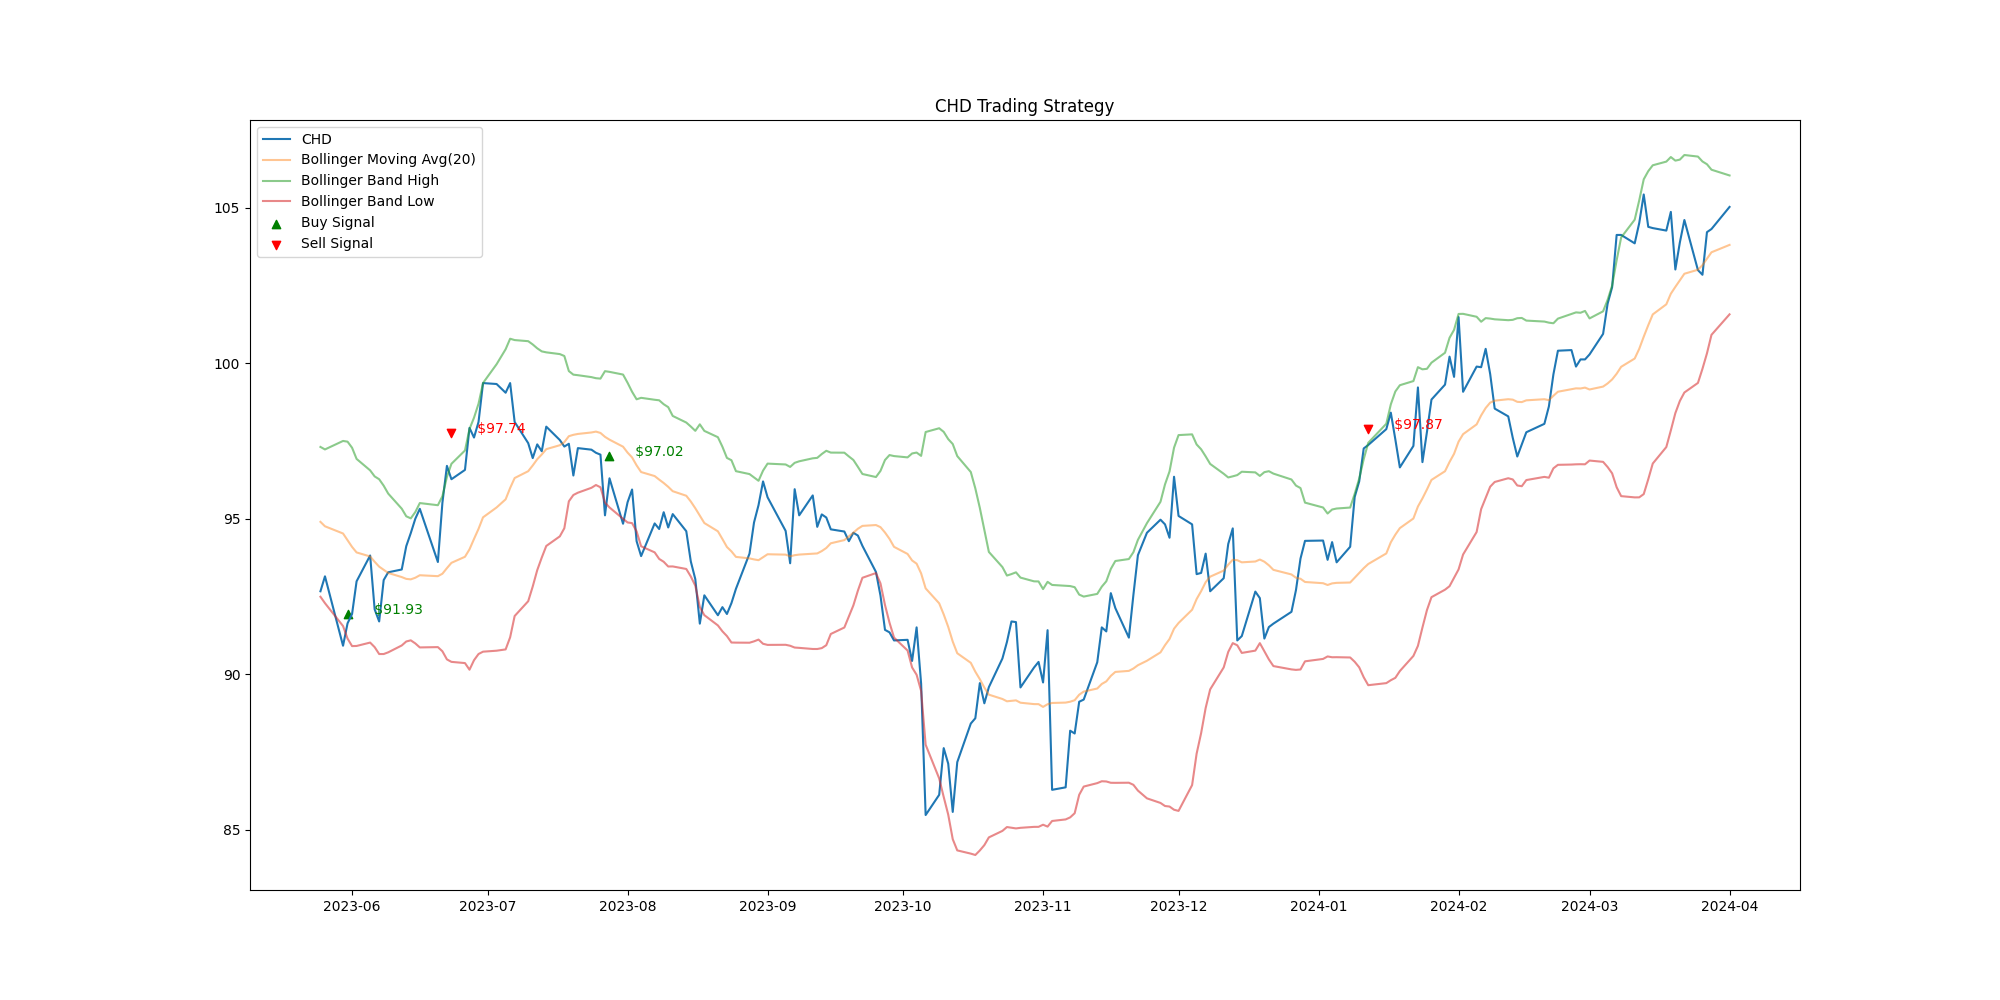 CHD Trading Strategy
CHD
Bollinger Moving Avg(20)
Bollinger Band High
Bollinger Band Low
Buy Signal
Sell Signal
105
100
95
90
85
$97.74
$97.02
$97.87
$91.93
2023-06
2023-07
2023-08
2023-09
2023-10
2023-11
2023-12
2024-01
2024-02
2024-03
2024-04